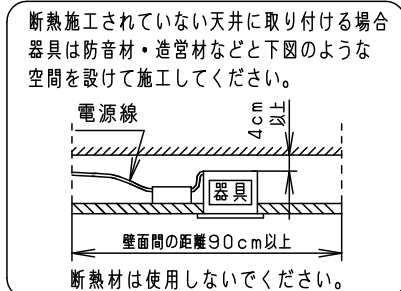 断熱施工されていない天井に取り付ける場合
器具は防音材・造営材などと下図のような
空間を設けて施工してください。
電源線
4cm
以上
器具
壁面間の距離90cm以上
断熱材は使用しないでください。